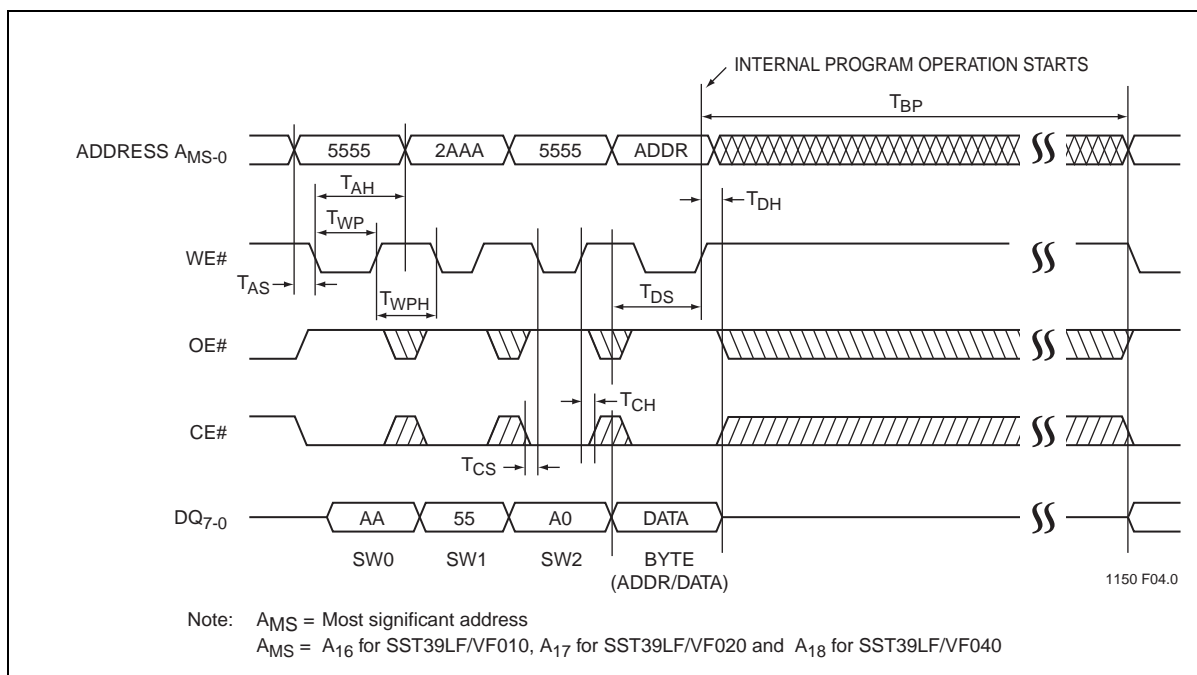 INTERNAL PROGRAM OPERATION STARTS
TBP
ADDRESS AMS-0
5555
2AAA
5555
ADDR
TAH
TDH
TWP
WE#
TAS
TWPH
TDS
OE#
TCH
CE#
TCS
DQ7-0
AA
55
A0
DATA
SW0
SW1
SW2
BYTE
(ADDR/DATA)
1150 F04.0
Note: AMS = Most significant address
AMS = A16 for SST39LF/VF010, A17 for SST39LF/VF020 and A18 for SST39LF/VF040